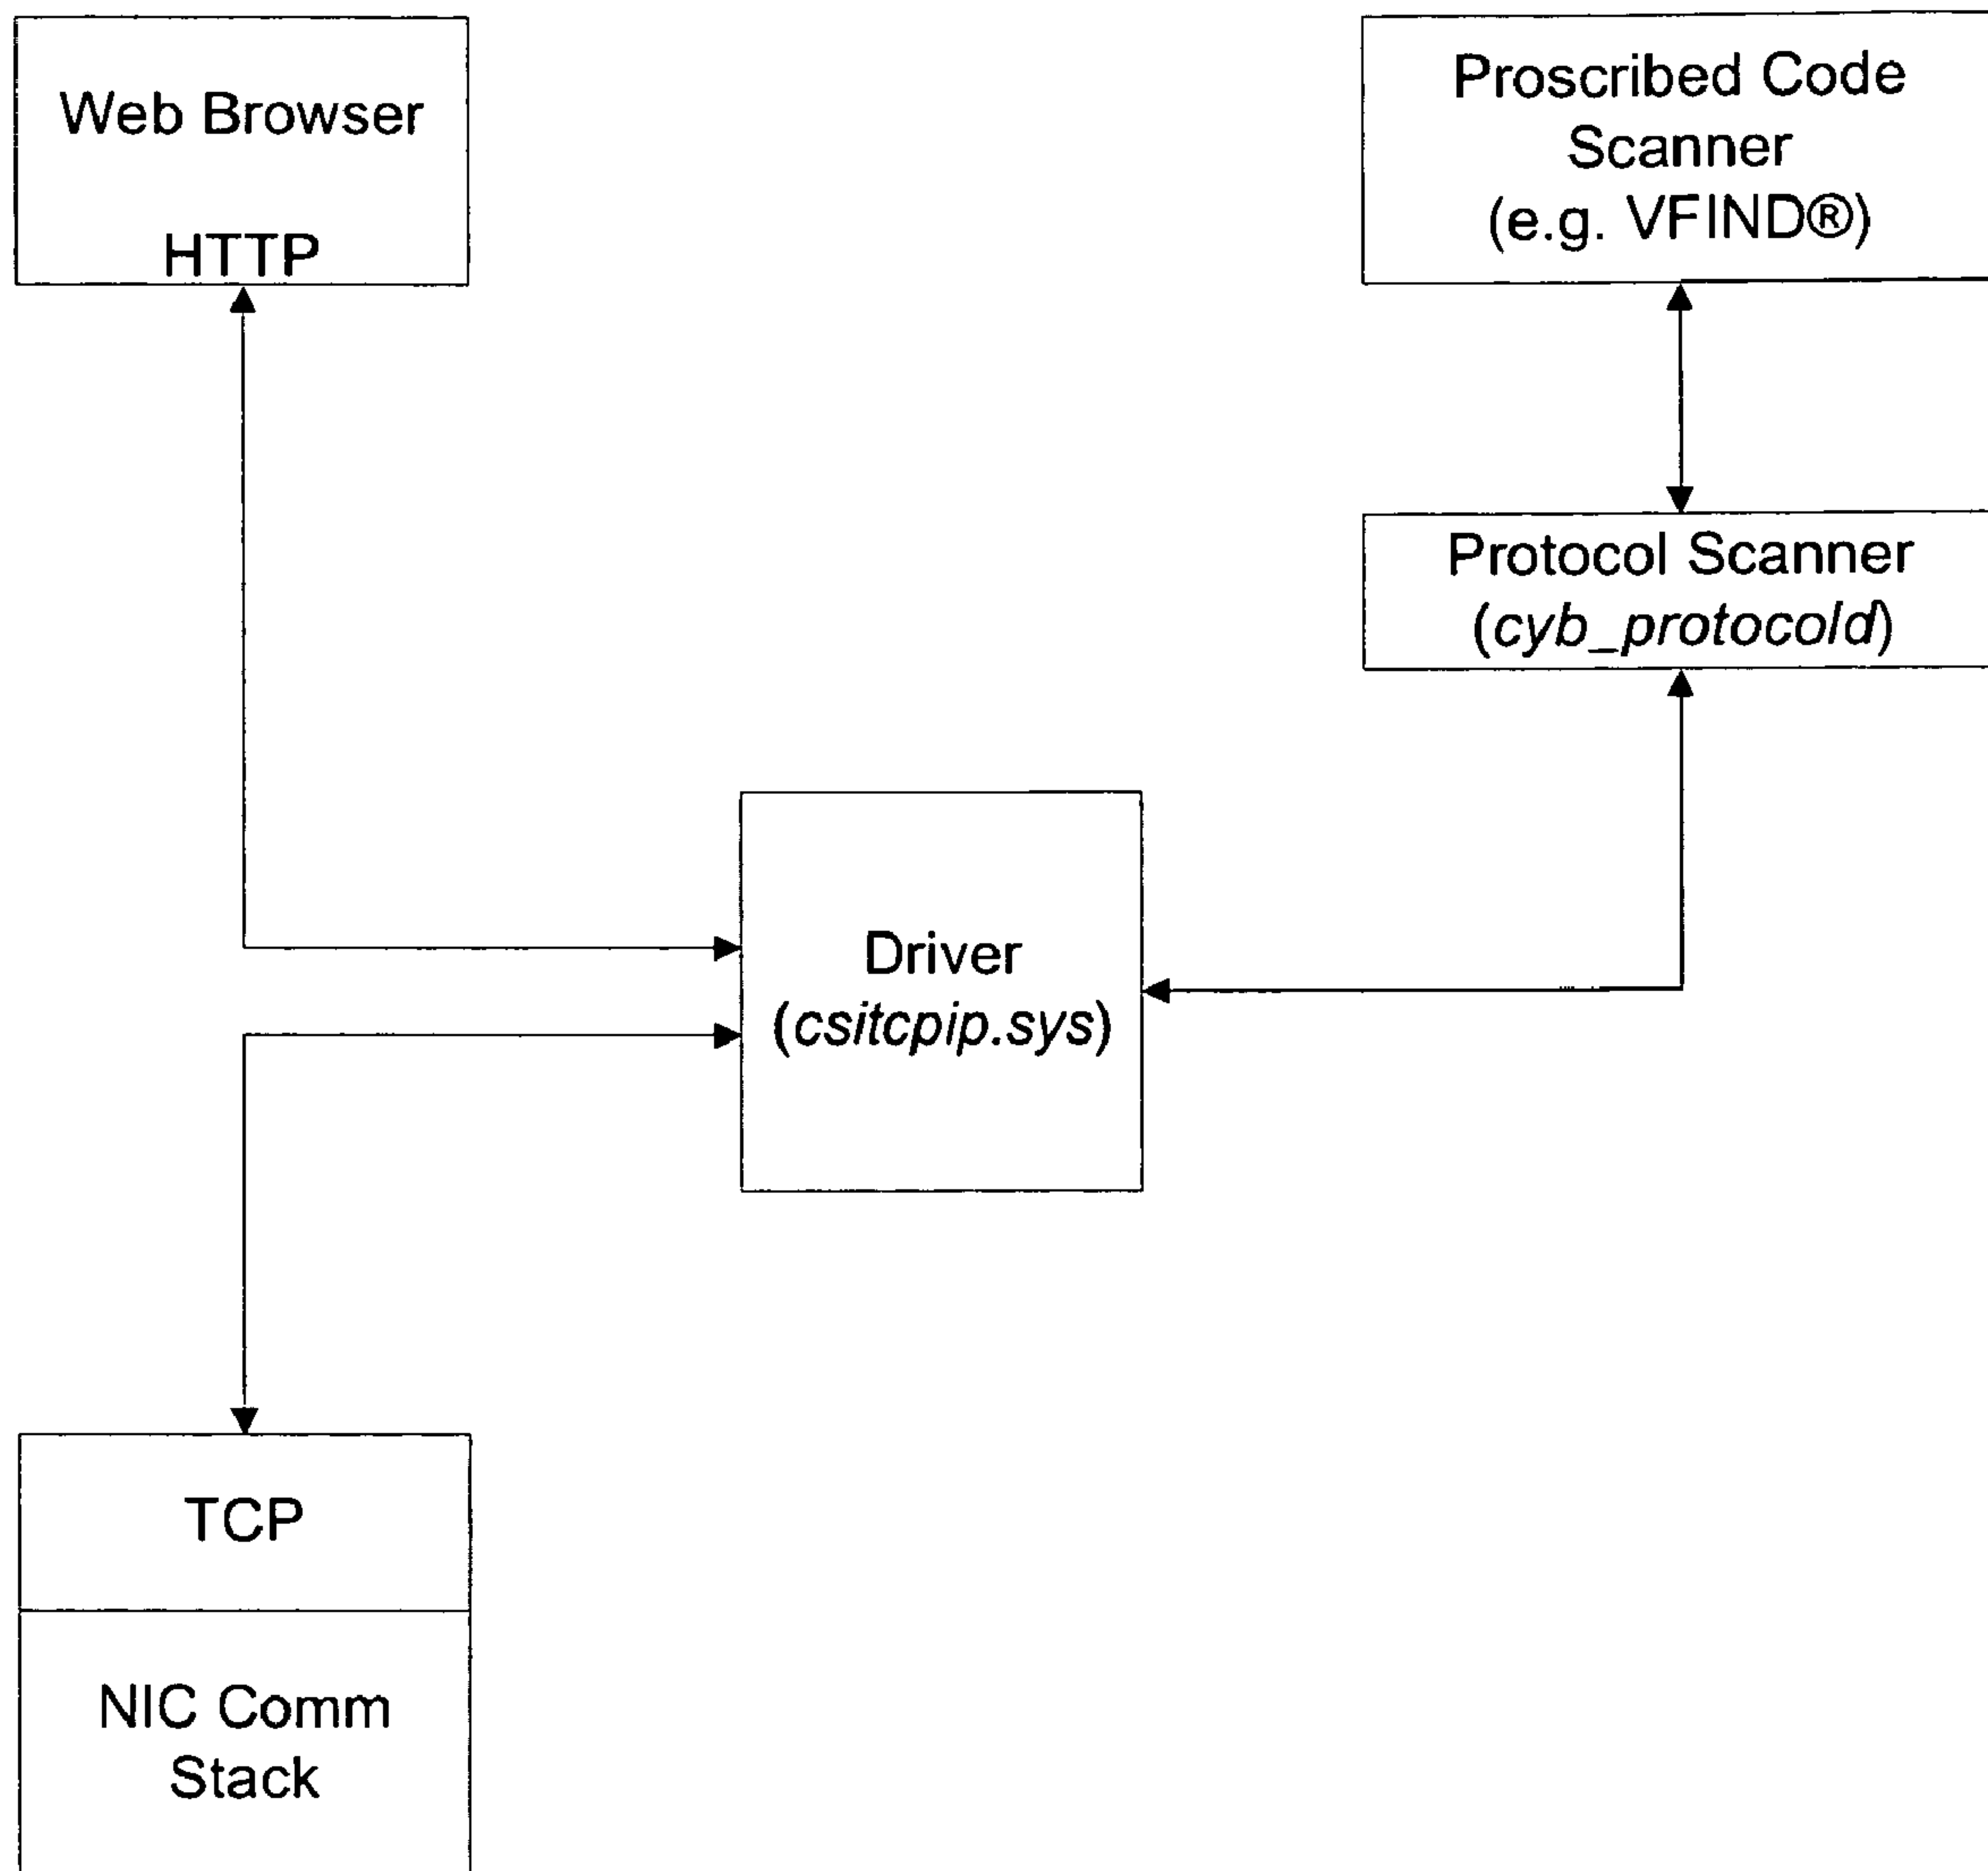 Web Browser
HTTP
Proscribed Code
Scanner
(e.g. VFIND®)
Protocol Scanner
(cyb_protocold)
Driver
(csitcpip.sys)
TCP
NIC Comm
Stack